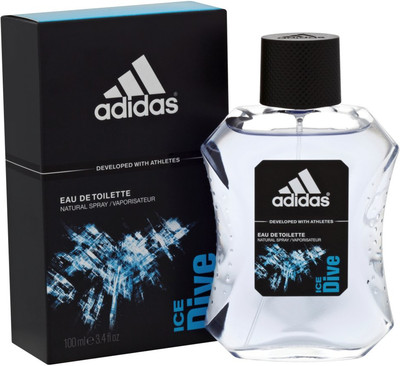 adidas
DEVELOPED WITH ATHLETES
EAU DE TOILETTE
NATURAL SPRAY / VAPORISATEUR
ICE
Dive
100 ml e 3.4 fl oz
adidas
DEVELOPED WITH ATHLETES
EAU DE TOILETTE
NATURAL SPRAY / VAPORISATEUR
ICE
Dive